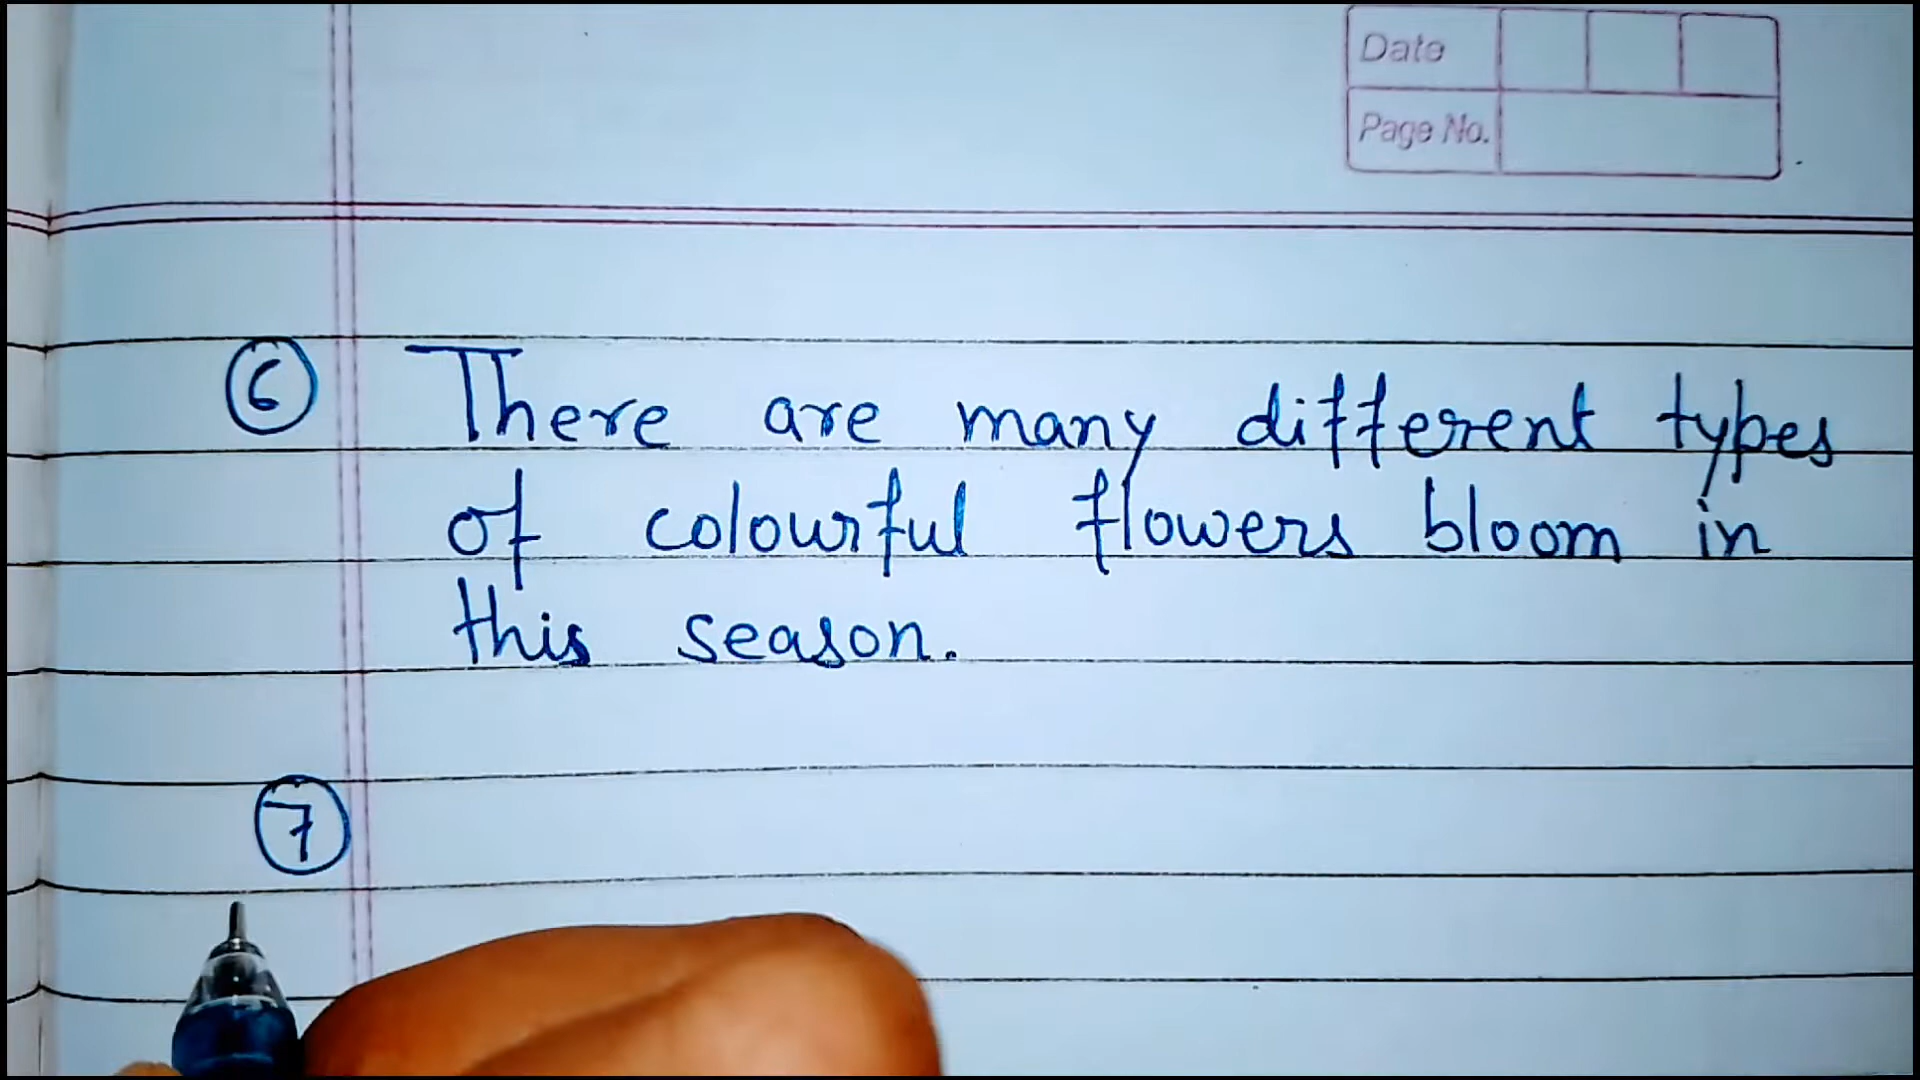 Date
Page No.
6 There are many different types
of colourful flowers bloom in
this season.
7